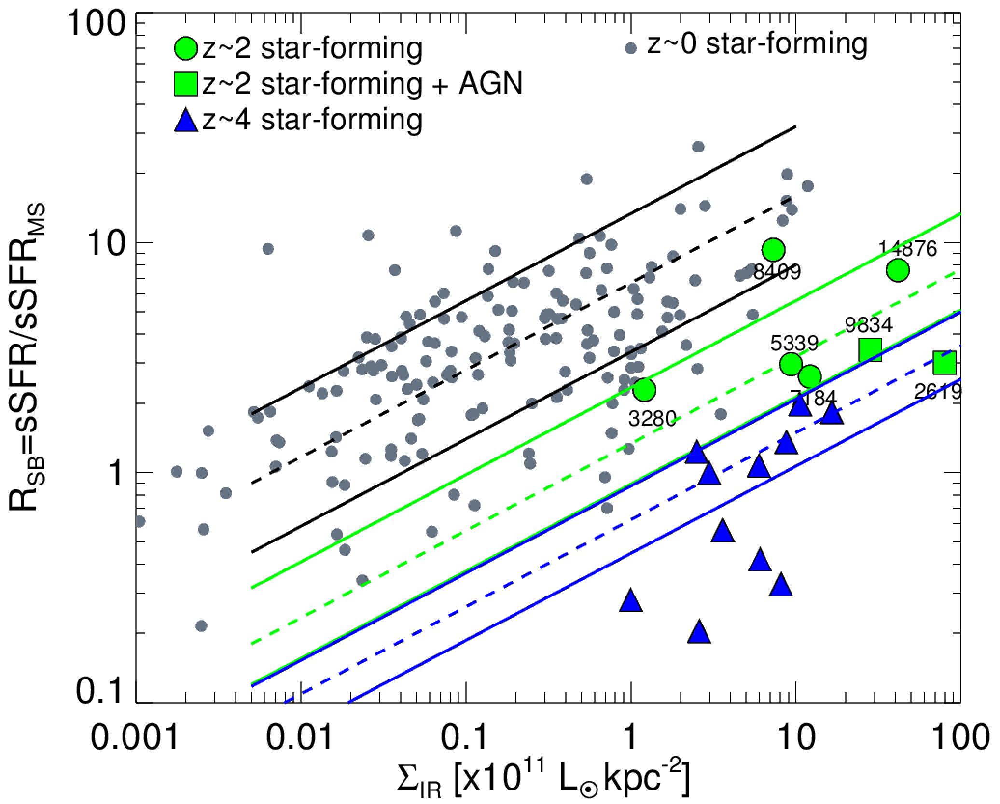 100
10
1
0.1
R_SB=sSFR/sSFR_MS
z~2 star-forming
z~2 star-forming + AGN
z~4 star-forming
z~0 star-forming
14876
8409
9834
5339
7184
2619
3280
0.001 0.01 0.1 1 10 100
Σ_IR [x10^11 L_⊙ kpc^-2]